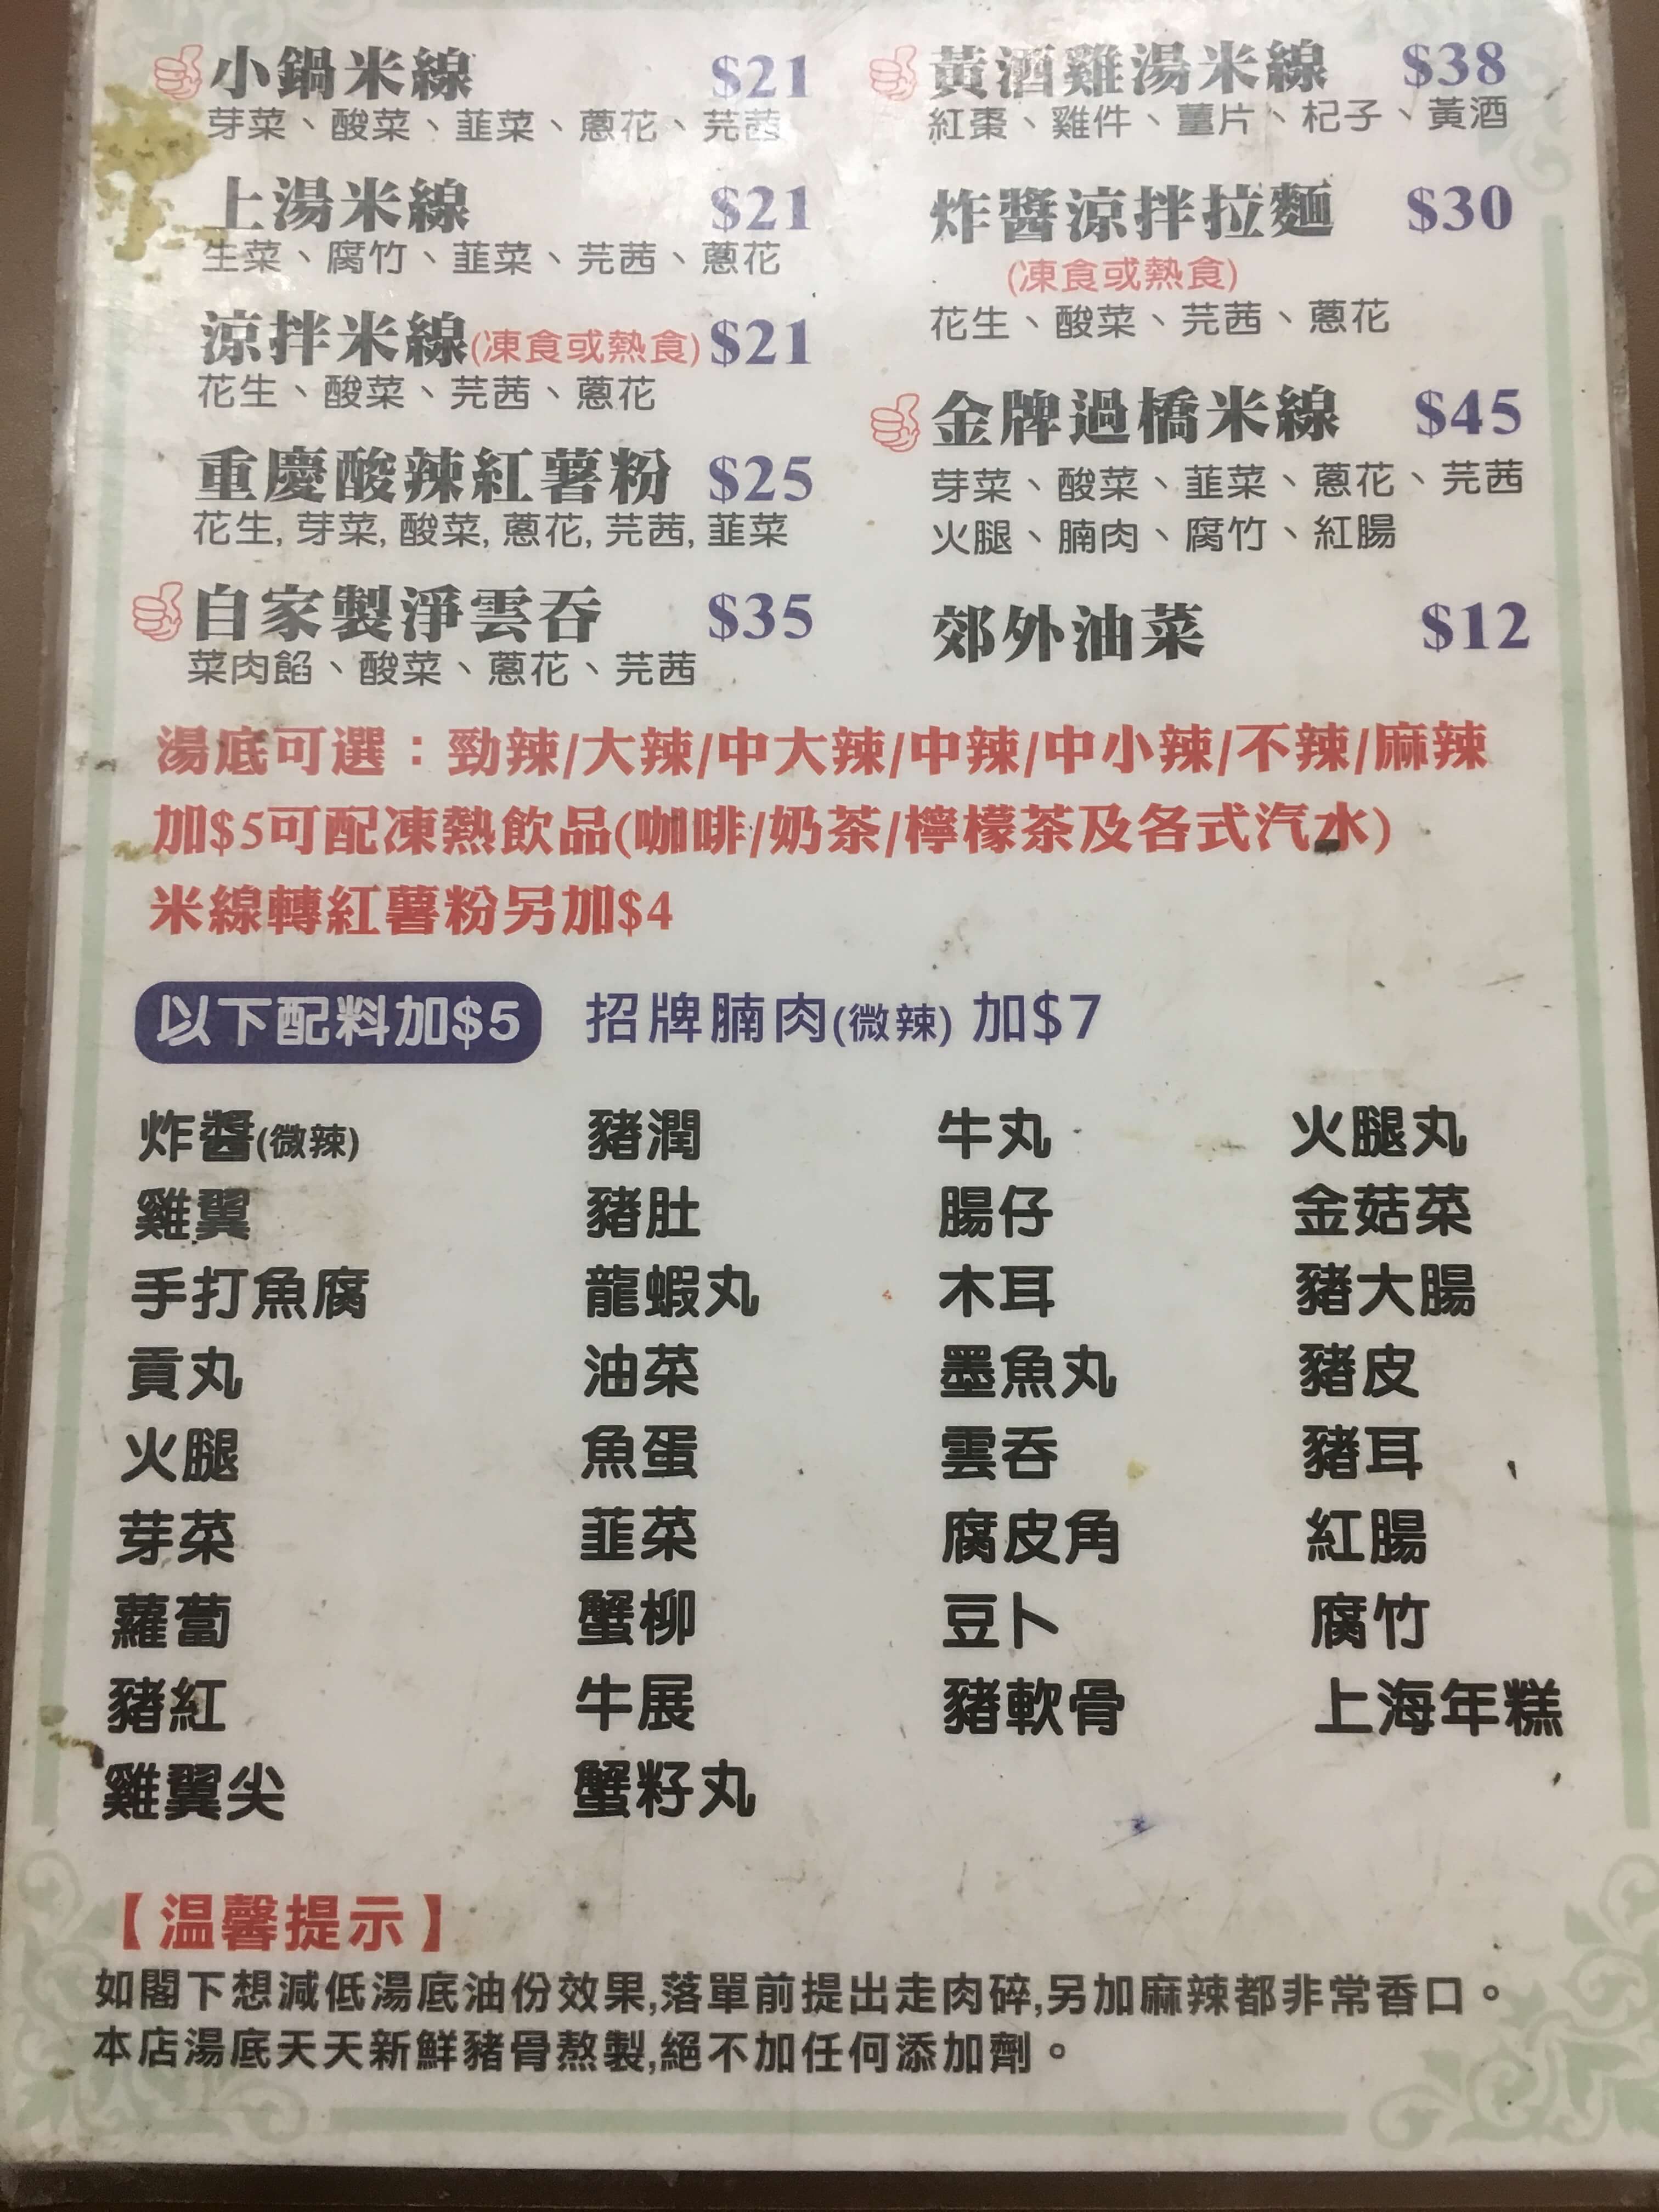 小鍋米線 $21
芽菜、酸菜、韮菜、蔥花、芫茜
上湯米線 $21
生菜、腐竹、韮菜、芫茜、蔥花
涼拌米線(凍食或熱食) $21
花生、酸菜、芫茜、蔥花
重慶酸辣紅薯粉 $25
花生, 芽菜, 酸菜, 蔥花, 芫茜, 韮菜
自家製淨雲吞 $35
菜肉餡、酸菜、蔥花、芫茜
黃酒雞湯米線 $38
紅棗、雞件、薑片、杞子、黃酒
炸醬涼拌拉麵 $30
(凍食或熱食)
花生、酸菜、芫茜、蔥花
金牌過橋米線 $45
芽菜、酸菜、韮菜、蔥花、芫茜
火腿、腩肉、腐竹、紅腸
郊外油菜 $12
湯底可選：勁辣/大辣/中大辣/中辣/中小辣/不辣/麻辣
加$5可配凍熱飲品(咖啡/奶茶/檸檬茶及各式汽水)
米線轉紅薯粉另加$4
以下配料加$5 招牌腩肉(微辣) 加$7
炸醬(微辣) 豬潤 牛丸 火腿丸
雞翼 豬肚 腸仔 金菇菜
手打魚腐 龍蝦丸 木耳 豬大腸
貢丸 油菜 墨魚丸 豬皮
火腿 魚蛋 雲吞 豬耳
芽菜 韮菜 腐皮角 紅腸
蘿蔔 蟹柳 豆卜 腐竹
豬紅 牛展 豬軟骨 上海年糕
雞翼尖 蟹籽丸
【溫馨提示】
如閣下想減低湯底油份效果,落單前提出走肉碎,另加麻辣都非常香口。
本店湯底天天新鮮豬骨熬製,絕不加任何添加劑。